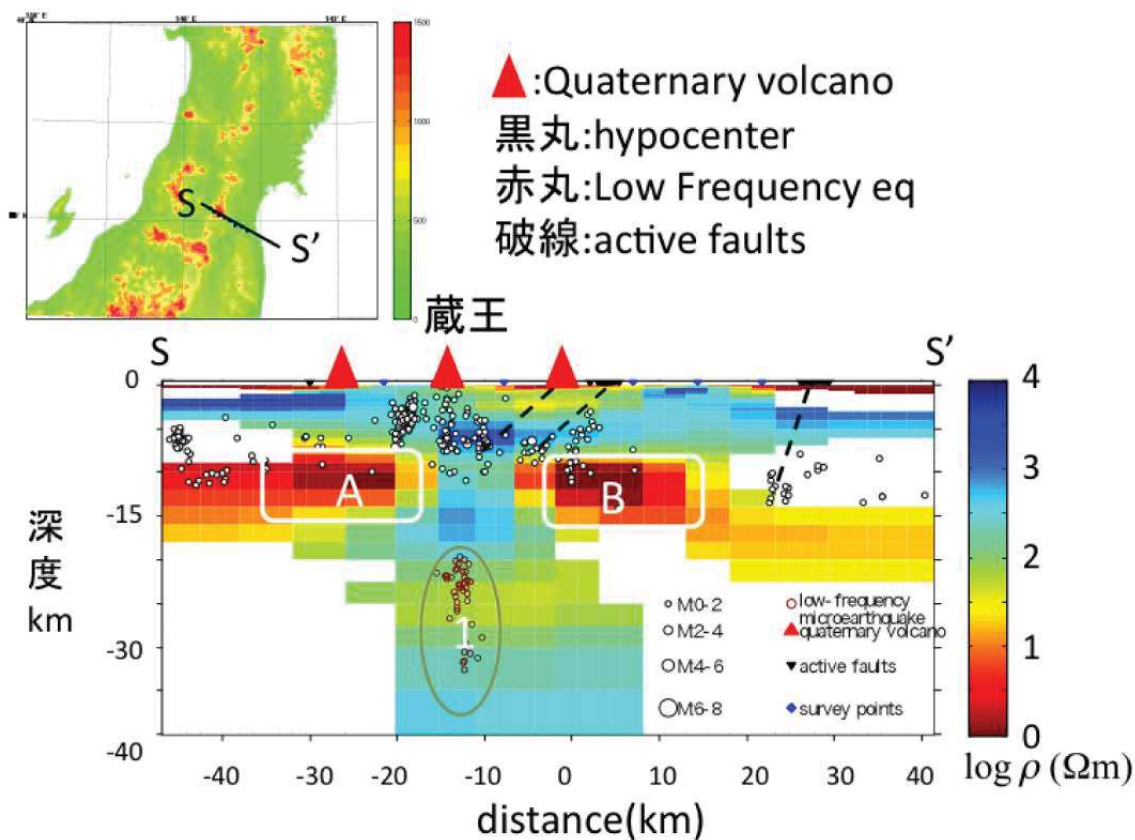 140° E
1500
1000
500
0
S
S'
:Quaternary volcano
黒丸:hypocenter
赤丸:Low Frequency eq
破線:active faults
蔵王
S
S'
0
-15
-30
-40
深
度
km
A
B
1
M0-2
M2-4
M4-6
M6-8
low-frequency
microearthquake
quaternary volcano
active faults
survey points
4
3
2
1
0
log ρ (Ωm)
-40
-30
-20
-10
0
10
20
30
40
distance(km)